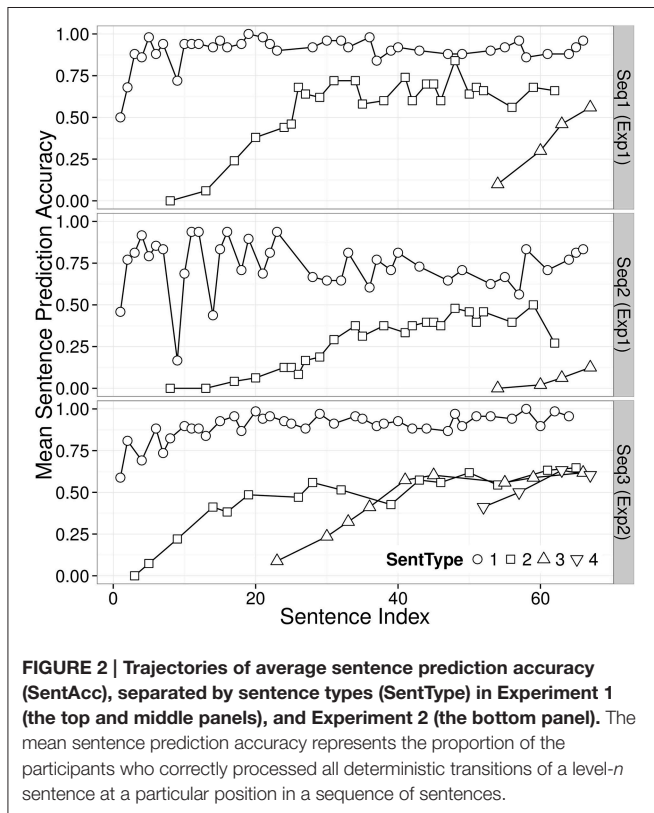 Mean Sentence Prediction Accuracy
1.00
0.75
0.50
0.25
0.00
Seq1 (Exp1)
1.00
0.75
0.50
0.25
0.00
Seq2 (Exp1)
1.00
0.75
0.50
0.25
0.00
Seq3 (Exp2)
SentType 1 2 3 4
0 20 40 60
Sentence Index
FIGURE 2 | Trajectories of average sentence prediction accuracy
(SentAcc), separated by sentence types (SentType) in Experiment 1
(the top and middle panels), and Experiment 2 (the bottom panel). The
mean sentence prediction accuracy represents the proportion of the
participants who correctly processed all deterministic transitions of a level-n
sentence at a particular position in a sequence of sentences.